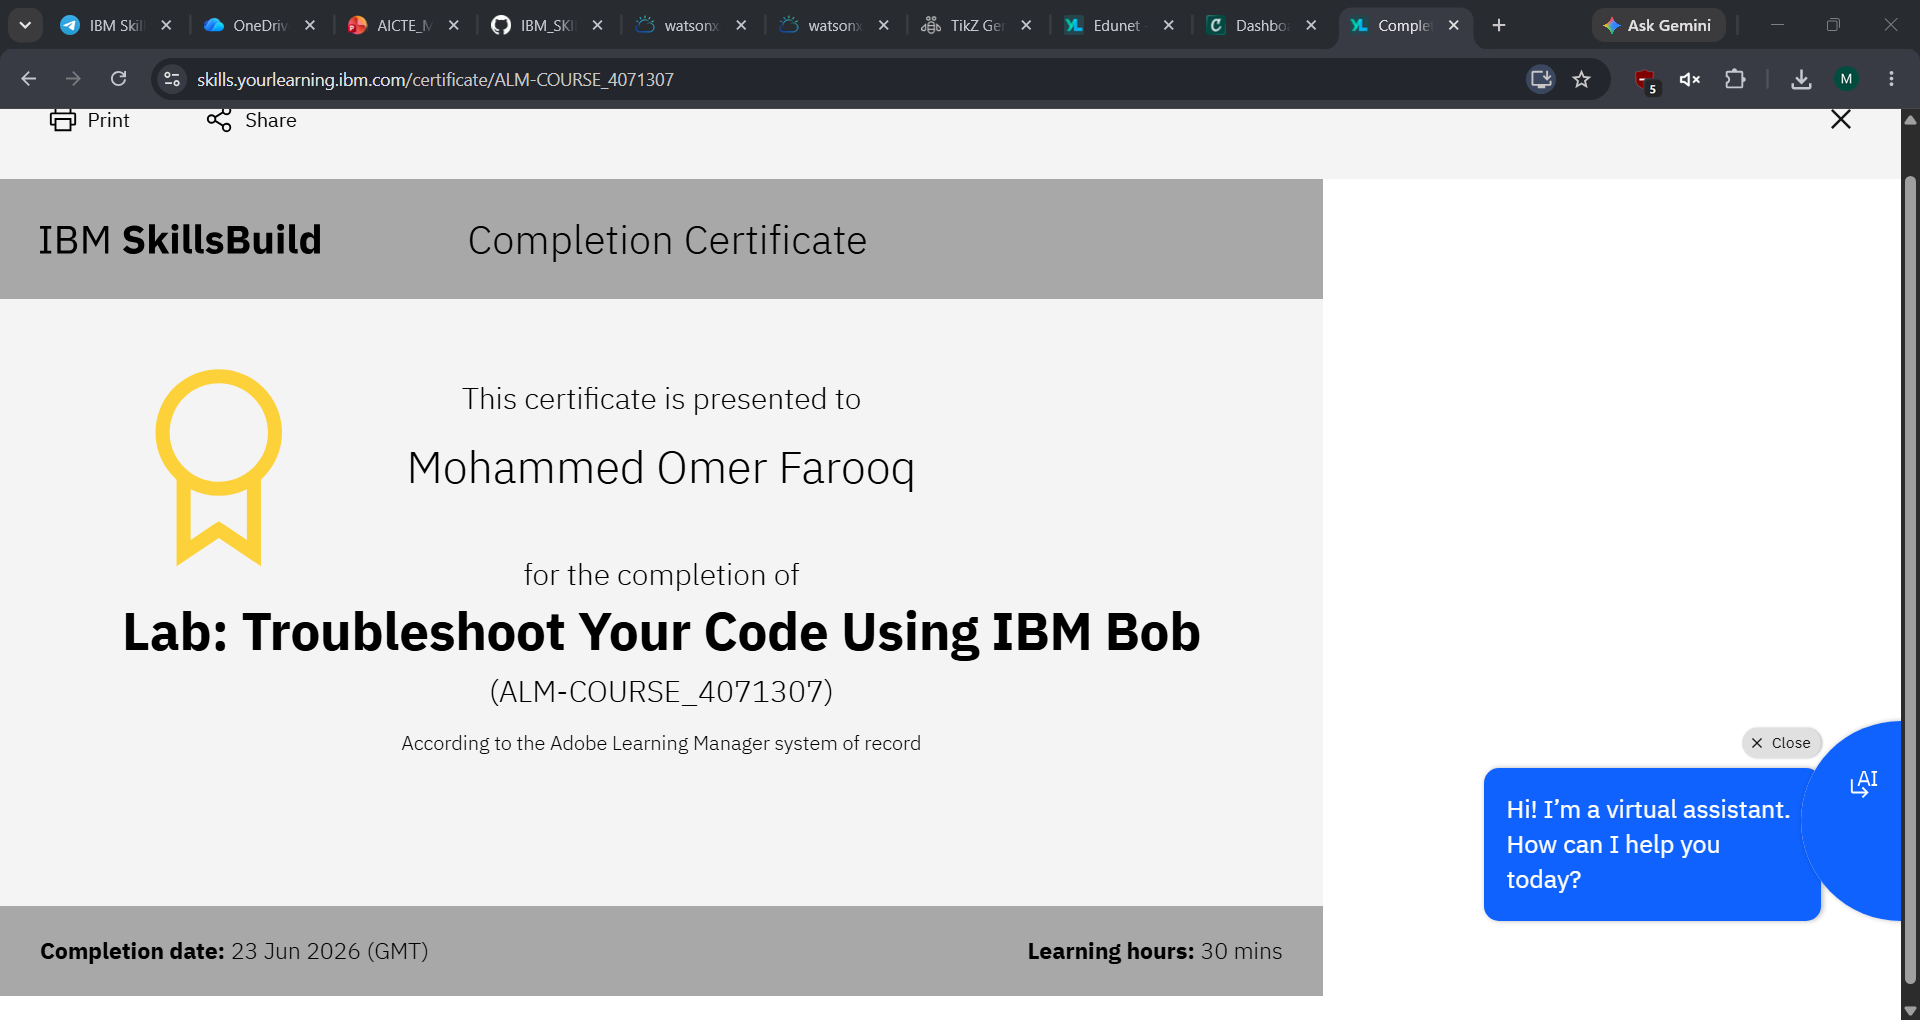 IBM Skil
OneDriv
AICTE_M
IBM_SKI
watsonx
watsonx
TikZ Ger
Edunet
Dashbo
Complet
Ask Gemini
skills.yourlearning.ibm.com/certificate/ALM-COURSE_4071307
5
M
Print
Share
IBM SkillsBuild
Completion Certificate
This certificate is presented to
Mohammed Omer Farooq
for the completion of
Lab: Troubleshoot Your Code Using IBM Bob
(ALM-COURSE_4071307)
According to the Adobe Learning Manager system of record
Close
AI
Hi! I’m a virtual assistant.
How can I help you
today?
Completion date: 23 Jun 2026 (GMT)
Learning hours: 30 mins